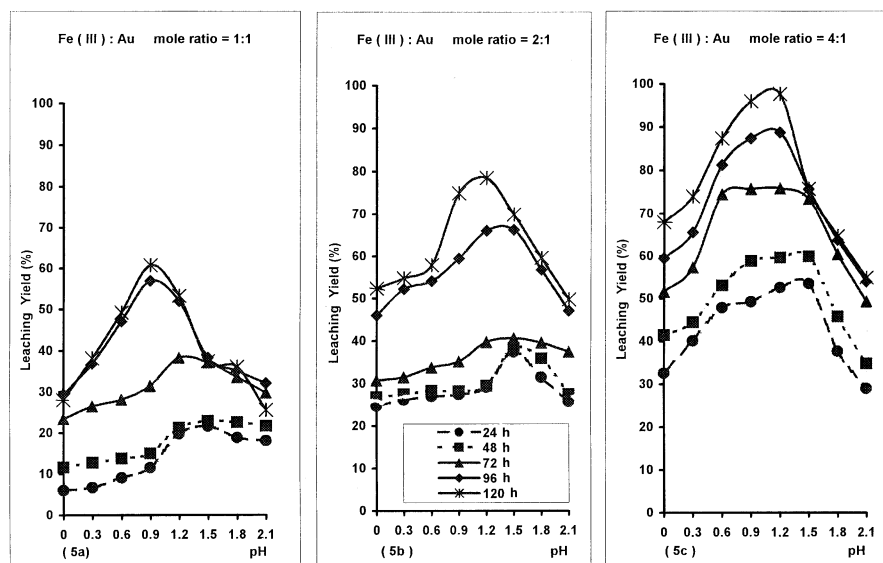 Fe ( III ) : Au mole ratio = 1:1
Leaching Yield (%)
100
90
80
70
60
50
40
30
20
10
0
0 0.3 0.6 0.9 1.2 1.5 1.8 2.1
( 5a) pH
Fe ( III ) : Au mole ratio = 2:1
Leaching Yield (%)
100
90
80
70
60
50
40
30
20
10
0
24 h
48 h
72 h
96 h
120 h
0 0.3 0.6 0.9 1.2 1.5 1.8 2.1
( 5b ) pH
Fe ( III ) : Au mole ratio = 4:1
Leaching Yield (%)
100
90
80
70
60
50
40
30
20
10
0
0 0.3 0.6 0.9 1.2 1.5 1.8 2.1
( 5c ) pH